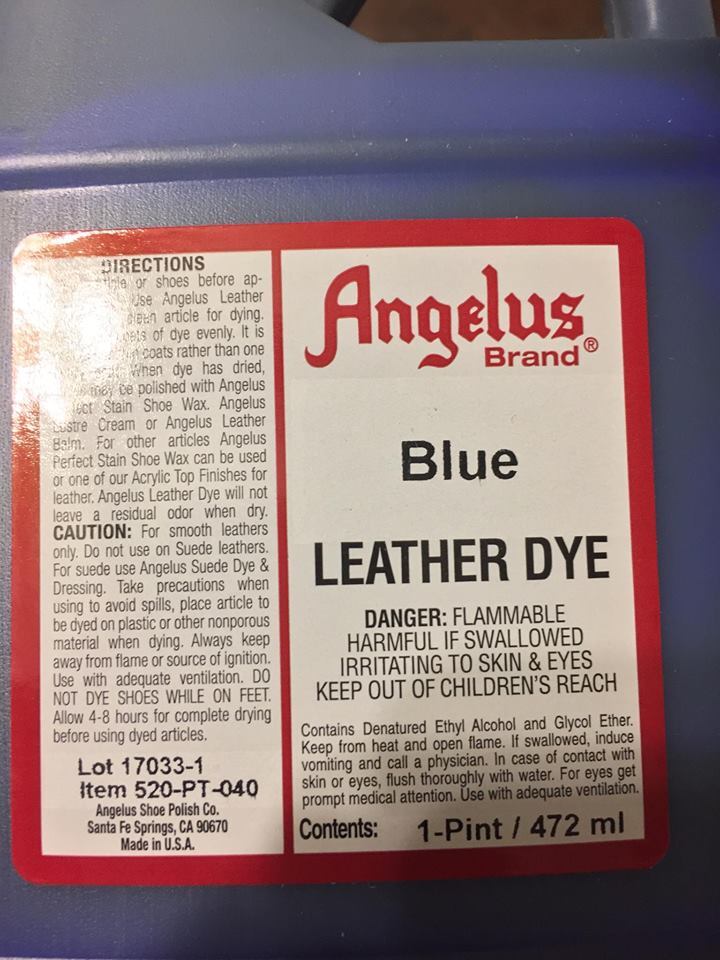 DIRECTIONS
or shoes before ap-
Use Angelus Leather
clean article for dying.
of dye evenly. It is
coats rather than one
When dye has dried,
may be polished with Angelus
Stain Shoe Wax. Angelus
Lustre Cream or Angelus Leather
Balm. For other articles Angelus
Perfect Stain Shoe Wax can be used
or one of our Acrylic Top Finishes for
leather. Angelus Leather Dye will not
leave a residual odor when dry.
CAUTION: For smooth leathers
only. Do not use on Suede leathers.
For suede use Angelus Suede Dye &
Dressing. Take precautions when
using to avoid spills, place article to
be dyed on plastic or other nonporous
material when dying. Always keep
away from flame or source of ignition.
Use with adequate ventilation. DO
NOT DYE SHOES WHILE ON FEET.
Allow 4-8 hours for complete drying
before using dyed articles.
Lot 17033-1
Item 520-PT-040
Angelus Shoe Polish Co.
Santa Fe Springs, CA 90670
Made in U.S.A.
Angelus
Brand®
Blue
LEATHER DYE
DANGER: FLAMMABLE
HARMFUL IF SWALLOWED
IRRITATING TO SKIN & EYES
KEEP OUT OF CHILDREN'S REACH
Contains Denatured Ethyl Alcohol and Glycol Ether.
Keep from heat and open flame. If swallowed, induce
vomiting and call a physician. In case of contact with
skin or eyes, flush thoroughly with water. For eyes get
prompt medical attention. Use with adequate ventilation.
Contents: 1-Pint / 472 ml